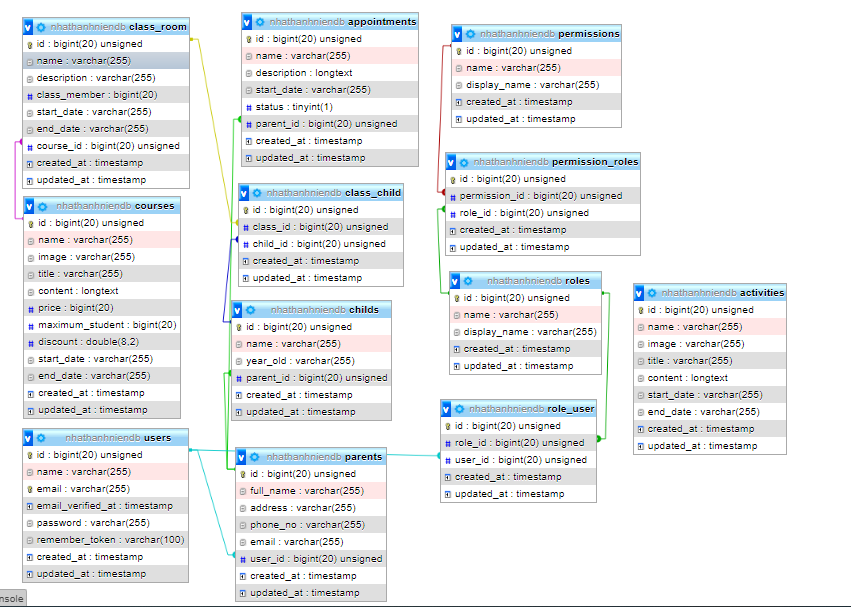 nhathanhniendb class_room
id : bigint(20) unsigned
name : varchar(255)
description : varchar(255)
class_member : bigint(20)
start_date : varchar(255)
end_date : varchar(255)
course_id : bigint(20) unsigned
created_at : timestamp
updated_at : timestamp
nhathanhniendb courses
id : bigint(20) unsigned
name : varchar(255)
image : varchar(255)
title : varchar(255)
content : longtext
price : bigint(20)
maximum_student : bigint(20)
discount : double(8,2)
start_date : varchar(255)
end_date : varchar(255)
created_at : timestamp
updated_at : timestamp
nhathanhniendb users
id : bigint(20) unsigned
name : varchar(255)
email : varchar(255)
email_verified_at : timestamp
password : varchar(255)
remember_token : varchar(100)
created_at : timestamp
updated_at : timestamp
nsole
nhathanhniendb appointments
id : bigint(20) unsigned
name : varchar(255)
description : longtext
start_date : varchar(255)
status : tinyint(1)
parent_id : bigint(20) unsigned
created_at : timestamp
updated_at : timestamp
nhathanhniendb class_child
id : bigint(20) unsigned
class_id : bigint(20) unsigned
child_id : bigint(20) unsigned
created_at : timestamp
updated_at : timestamp
nhathanhniendb childs
id : bigint(20) unsigned
name : varchar(255)
year_old : varchar(255)
parent_id : bigint(20) unsigned
created_at : timestamp
updated_at : timestamp
nhathanhniendb parents
id : bigint(20) unsigned
full_name : varchar(255)
address : varchar(255)
phone_no : varchar(255)
email : varchar(255)
user_id : bigint(20) unsigned
created_at : timestamp
updated_at : timestamp
nhathanhniendb permissions
id : bigint(20) unsigned
name : varchar(255)
display_name : varchar(255)
created_at : timestamp
updated_at : timestamp
nhathanhniendb permission_roles
id : bigint(20) unsigned
permission_id : bigint(20) unsigned
role_id : bigint(20) unsigned
created_at : timestamp
updated_at : timestamp
nhathanhniendb roles
id : bigint(20) unsigned
name : varchar(255)
display_name : varchar(255)
created_at : timestamp
updated_at : timestamp
nhathanhniendb role_user
id : bigint(20) unsigned
role_id : bigint(20) unsigned
user_id : bigint(20) unsigned
created_at : timestamp
updated_at : timestamp
nhathanhniendb activities
id : bigint(20) unsigned
name : varchar(255)
image : varchar(255)
title : varchar(255)
content : longtext
start_date : varchar(255)
end_date : varchar(255)
created_at : timestamp
updated_at : timestamp